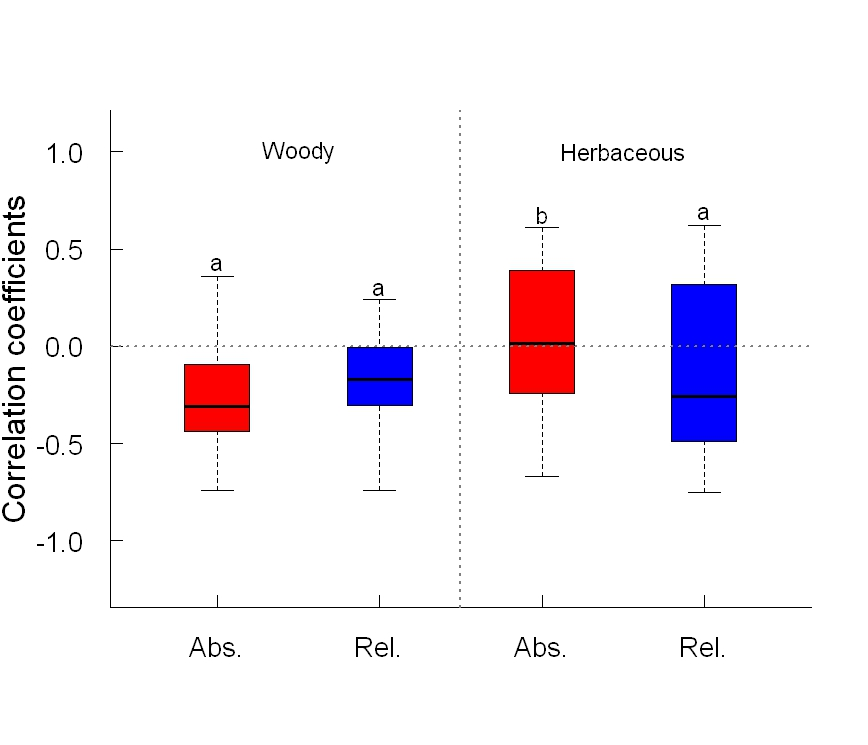 Correlation coefficients
1.0
0.5
0.0
-0.5
-1.0
Woody
Herbaceous
a
a
b
a
Abs.
Rel.
Abs.
Rel.